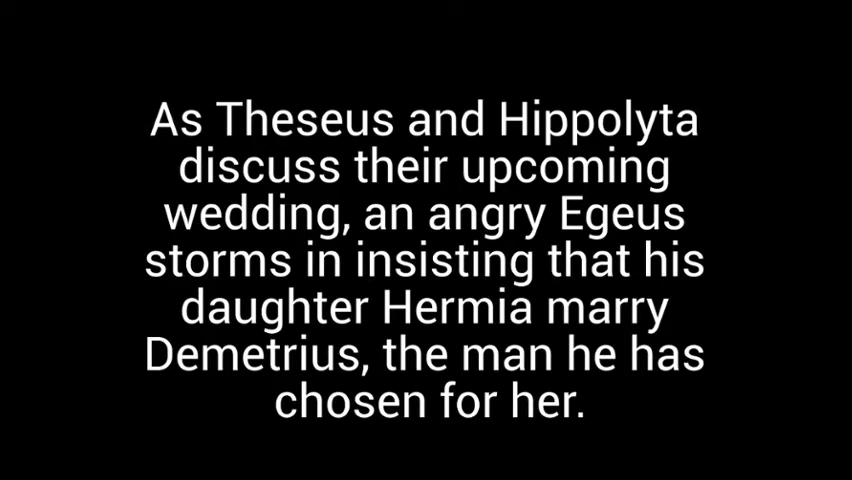 As Theseus and Hippolyta
discuss their upcoming
wedding, an angry Egeus
storms in insisting that his
daughter Hermia marry
Demetrius, the man he has
chosen for her.